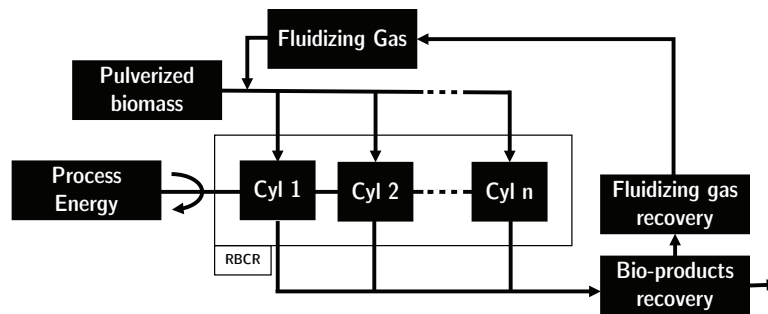 Fluidizing Gas
Pulverized
biomass
Process
Energy
Cyl 1
Cyl 2
Cyl n
RBCR
Fluidizing gas
recovery
Bio-products
recovery